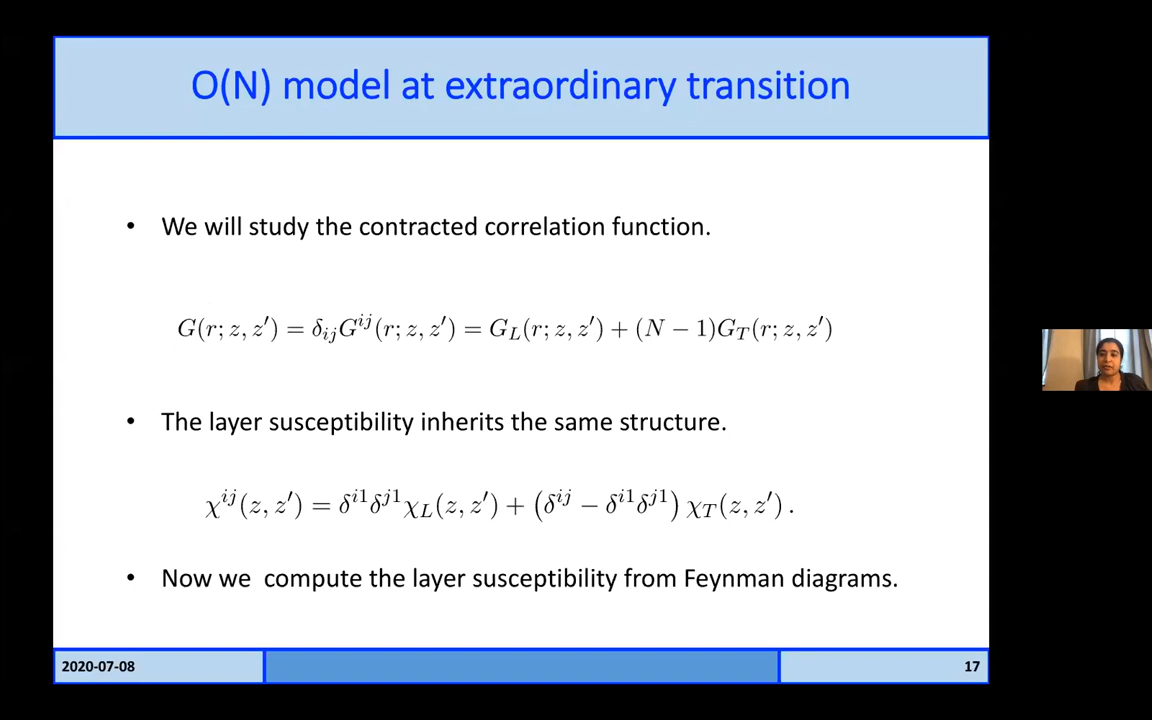 O(N) model at extraordinary transition
• We will study the contracted correlation function.
G(r; z, z′) = δ_{ij}G^{ij}(r; z, z′) = G_L(r; z, z′) + (N − 1)G_T(r; z, z′)
• The layer susceptibility inherits the same structure.
χ^{ij}(z, z′) = δ^{i1}δ^{j1}χ_L(z, z′) + (δ^{ij} − δ^{i1}δ^{j1}) χ_T(z, z′) .
• Now we compute the layer susceptibility from Feynman diagrams.
2020-07-08
17